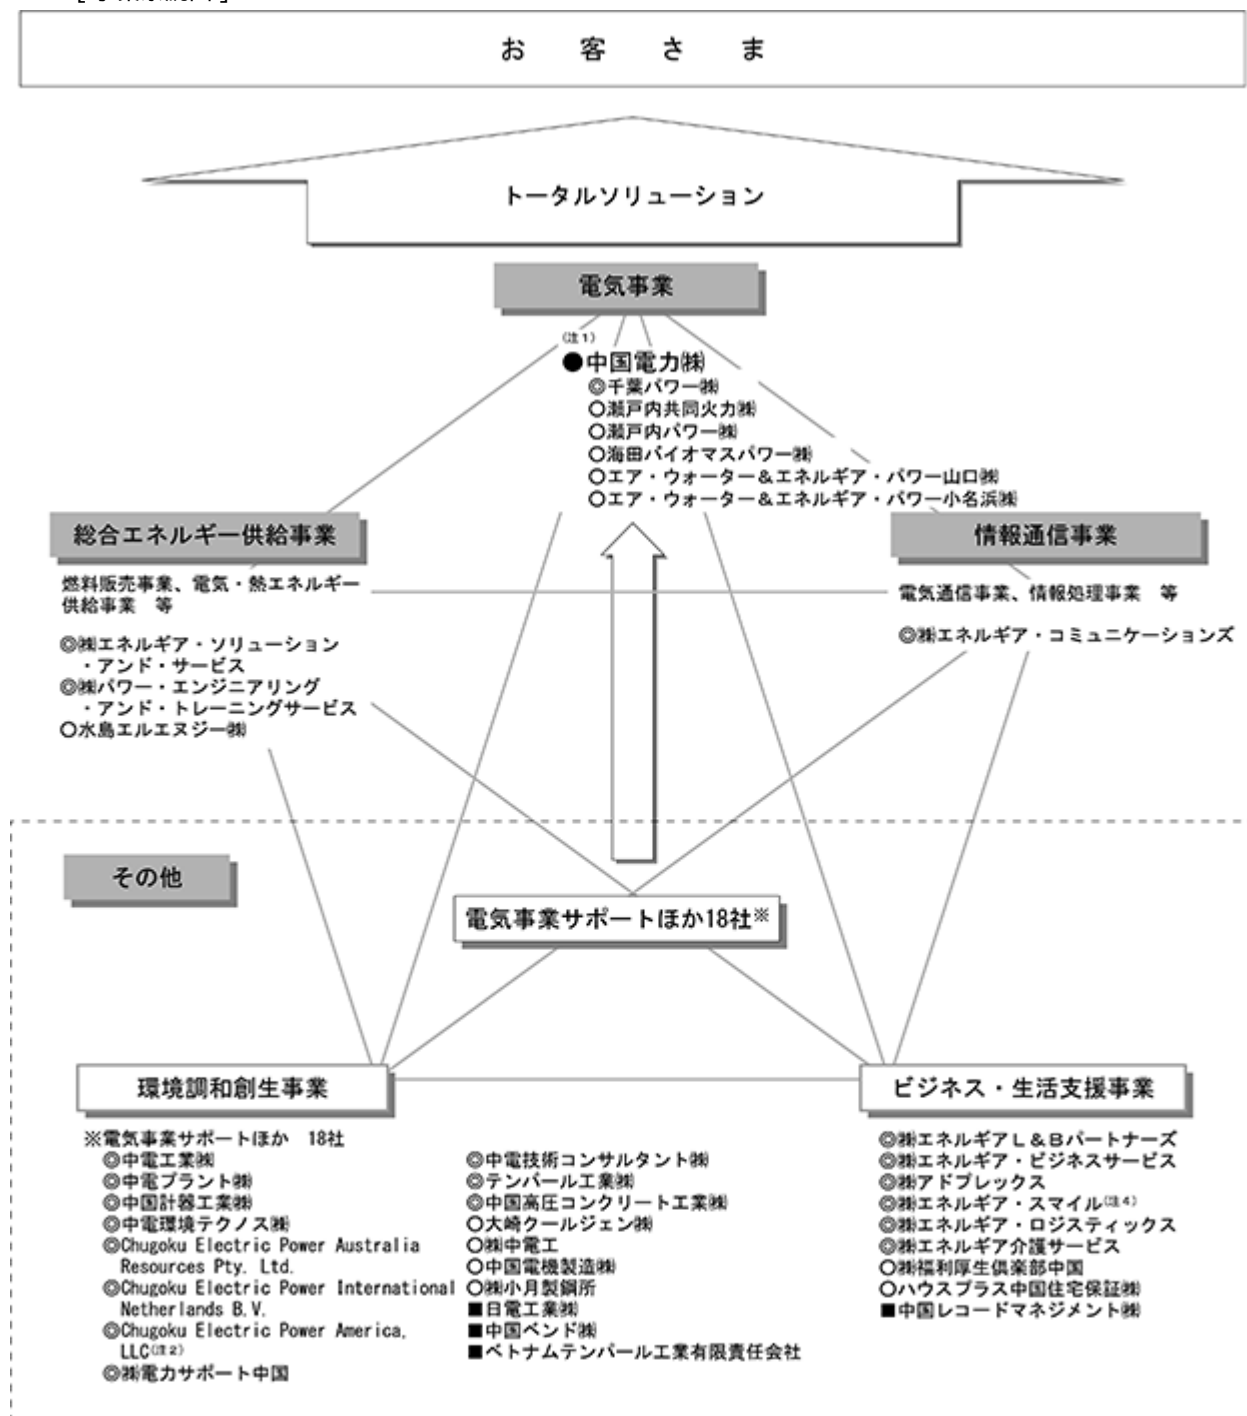 お客さま
トータルソリューション
電気事業
(注1)
●中国電力㈱
◎千葉パワー㈱
○瀬戸内共同火力㈱
○瀬戸内パワー㈱
○海田バイオマスパワー㈱
○エア・ウォーター＆エネルギア・パワー山口㈱
○エア・ウォーター＆エネルギア・パワー小名浜㈱
総合エネルギー供給事業
燃料販売事業、電気・熱エネルギー
供給事業　等
◎㈱エネルギア・ソリューション
・アンド・サービス
◎㈱パワー・エンジニアリング
・アンド・トレーニングサービス
○水島エルエヌジー㈱
情報通信事業
電気通信事業、情報処理事業　等
◎㈱エネルギア・コミュニケーションズ
その他
電気事業サポートほか18社※
環境調和創生事業
※電気事業サポートほか　18社
◎中電工業㈱
◎中電プラント㈱
◎中国計器工業㈱
◎中電環境テクノス㈱
◎Chugoku Electric Power Australia
Resources Pty. Ltd.
◎Chugoku Electric Power International
Netherlands B.V.
◎Chugoku Electric Power America,
LLC(注2)
◎㈱電力サポート中国
◎中電技術コンサルタント㈱
◎テンパール工業㈱
◎中国高圧コンクリート工業㈱
○大崎クールジェン㈱
○㈱中電工
○中国電機製造㈱
○㈱小月製鋼所
■日電工業㈱
■中国ベンド㈱
■ベトナムテンパール工業有限責任会社
ビジネス・生活支援事業
◎㈱エネルギアＬ＆Ｂパートナーズ
◎㈱エネルギア・ビジネスサービス
◎㈱アドプレックス
◎㈱エネルギア・スマイル(注4)
◎㈱エネルギア・ロジスティックス
◎㈱エネルギア介護サービス
○㈱福利厚生倶楽部中国
○ハウスプラス中国住宅保証㈱
■中国レコードマネジメント㈱